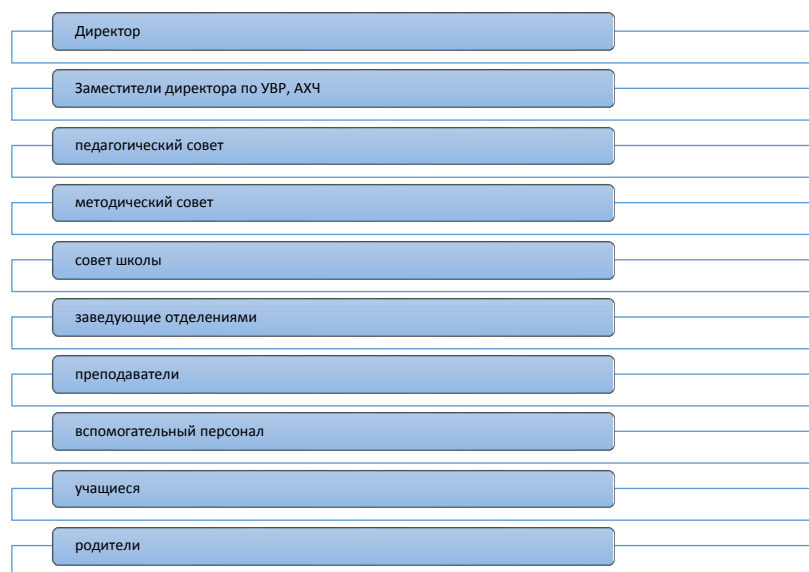 Директор
Заместители директора по УВР, АХЧ
педагогический совет
методический совет
совет школы
заведующие отделениями
преподаватели
вспомогательный персонал
учащиеся
родители